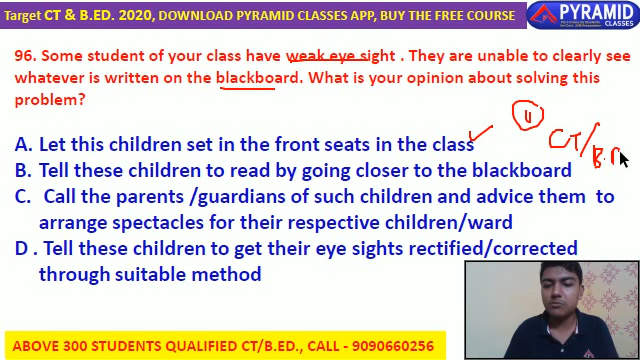 Target CT & B.ED. 2020, DOWNLOAD PYRAMID CLASSES APP, BUY THE FREE COURSE
PYRAMID
CLASSES
96. Some student of your class have weak eye sight . They are unable to clearly see
whatever is written on the blackboard. What is your opinion about solving this
problem?
A. Let this children set in the front seats in the class
B. Tell these children to read by going closer to the blackboard
C. Call the parents /guardians of such children and advice them to
arrange spectacles for their respective children/ward
D . Tell these children to get their eye sights rectified/corrected
through suitable method
CT/
ABOVE 300 STUDENTS QUALIFIED CT/B.ED., CALL - 9090660256